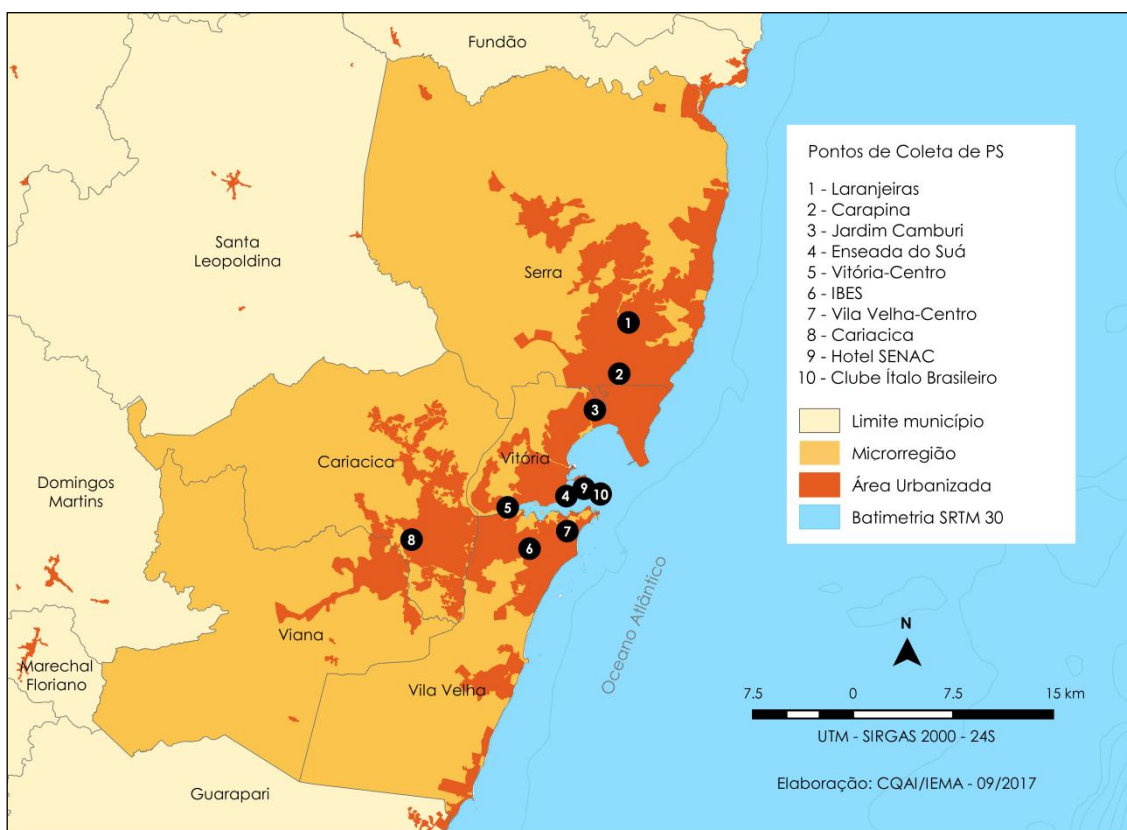 Fundão
Santa
Leopoldina
Serra
Cariacica
Vitória
Domingos
Martins
Viana
Marechal
Floriano
Vila Velha
Guarapari
Oceano Atlântico
1
2
3
4
5
6
7
8
9
10
Pontos de Coleta de PS
1 - Laranjeiras
2 - Carapina
3 - Jardim Camburi
4 - Enseada do Suá
5 - Vitória-Centro
6 - IBES
7 - Vila Velha-Centro
8 - Cariacica
9 - Hotel SENAC
10 - Clube Ítalo Brasileiro
Limite município
Microrregião
Área Urbanizada
Batimetria SRTM 30
N
7.5 0 7.5 15 km
UTM - SIRGAS 2000 - 24S
Elaboração: CQAI/IEMA - 09/2017